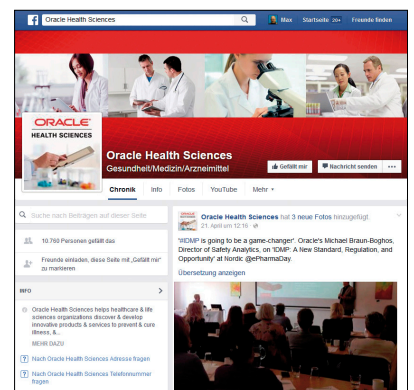 Oracle Health Sciences
Max Startseite 20+ Freunde finden
ORACLE
HEALTH SCIENCES
Oracle Health Sciences
Gesundheit/Medizin/Arzneimittel
Gefällt mir Nachricht senden •••
Chronik Info Fotos YouTube Mehr
Suche nach Beiträgen auf dieser Seite
10.760 Personen gefällt das
Freunde einladen, diese Seite mit „Gefällt mir“
zu markieren
INFO
Oracle Health Sciences helps healthcare & life
sciences organizations discover & develop
innovative products & services to prevent & cure
illness, &...
MEHR DAZU
Nach Oracle Health Sciences Adresse fragen
Nach Oracle Health Sciences Telefonnummer
fragen
Oracle Health Sciences hat 3 neue Fotos hinzugefügt.
21. April um 12:16
'#IDMP is going to be a game-changer'. Oracle's Michael Braun-Boghos,
Director of Safety Analytics, on 'IDMP: A New Standard, Regulation, and
Opportunity' at Nordic @ePharmaDay.
Übersetzung anzeigen